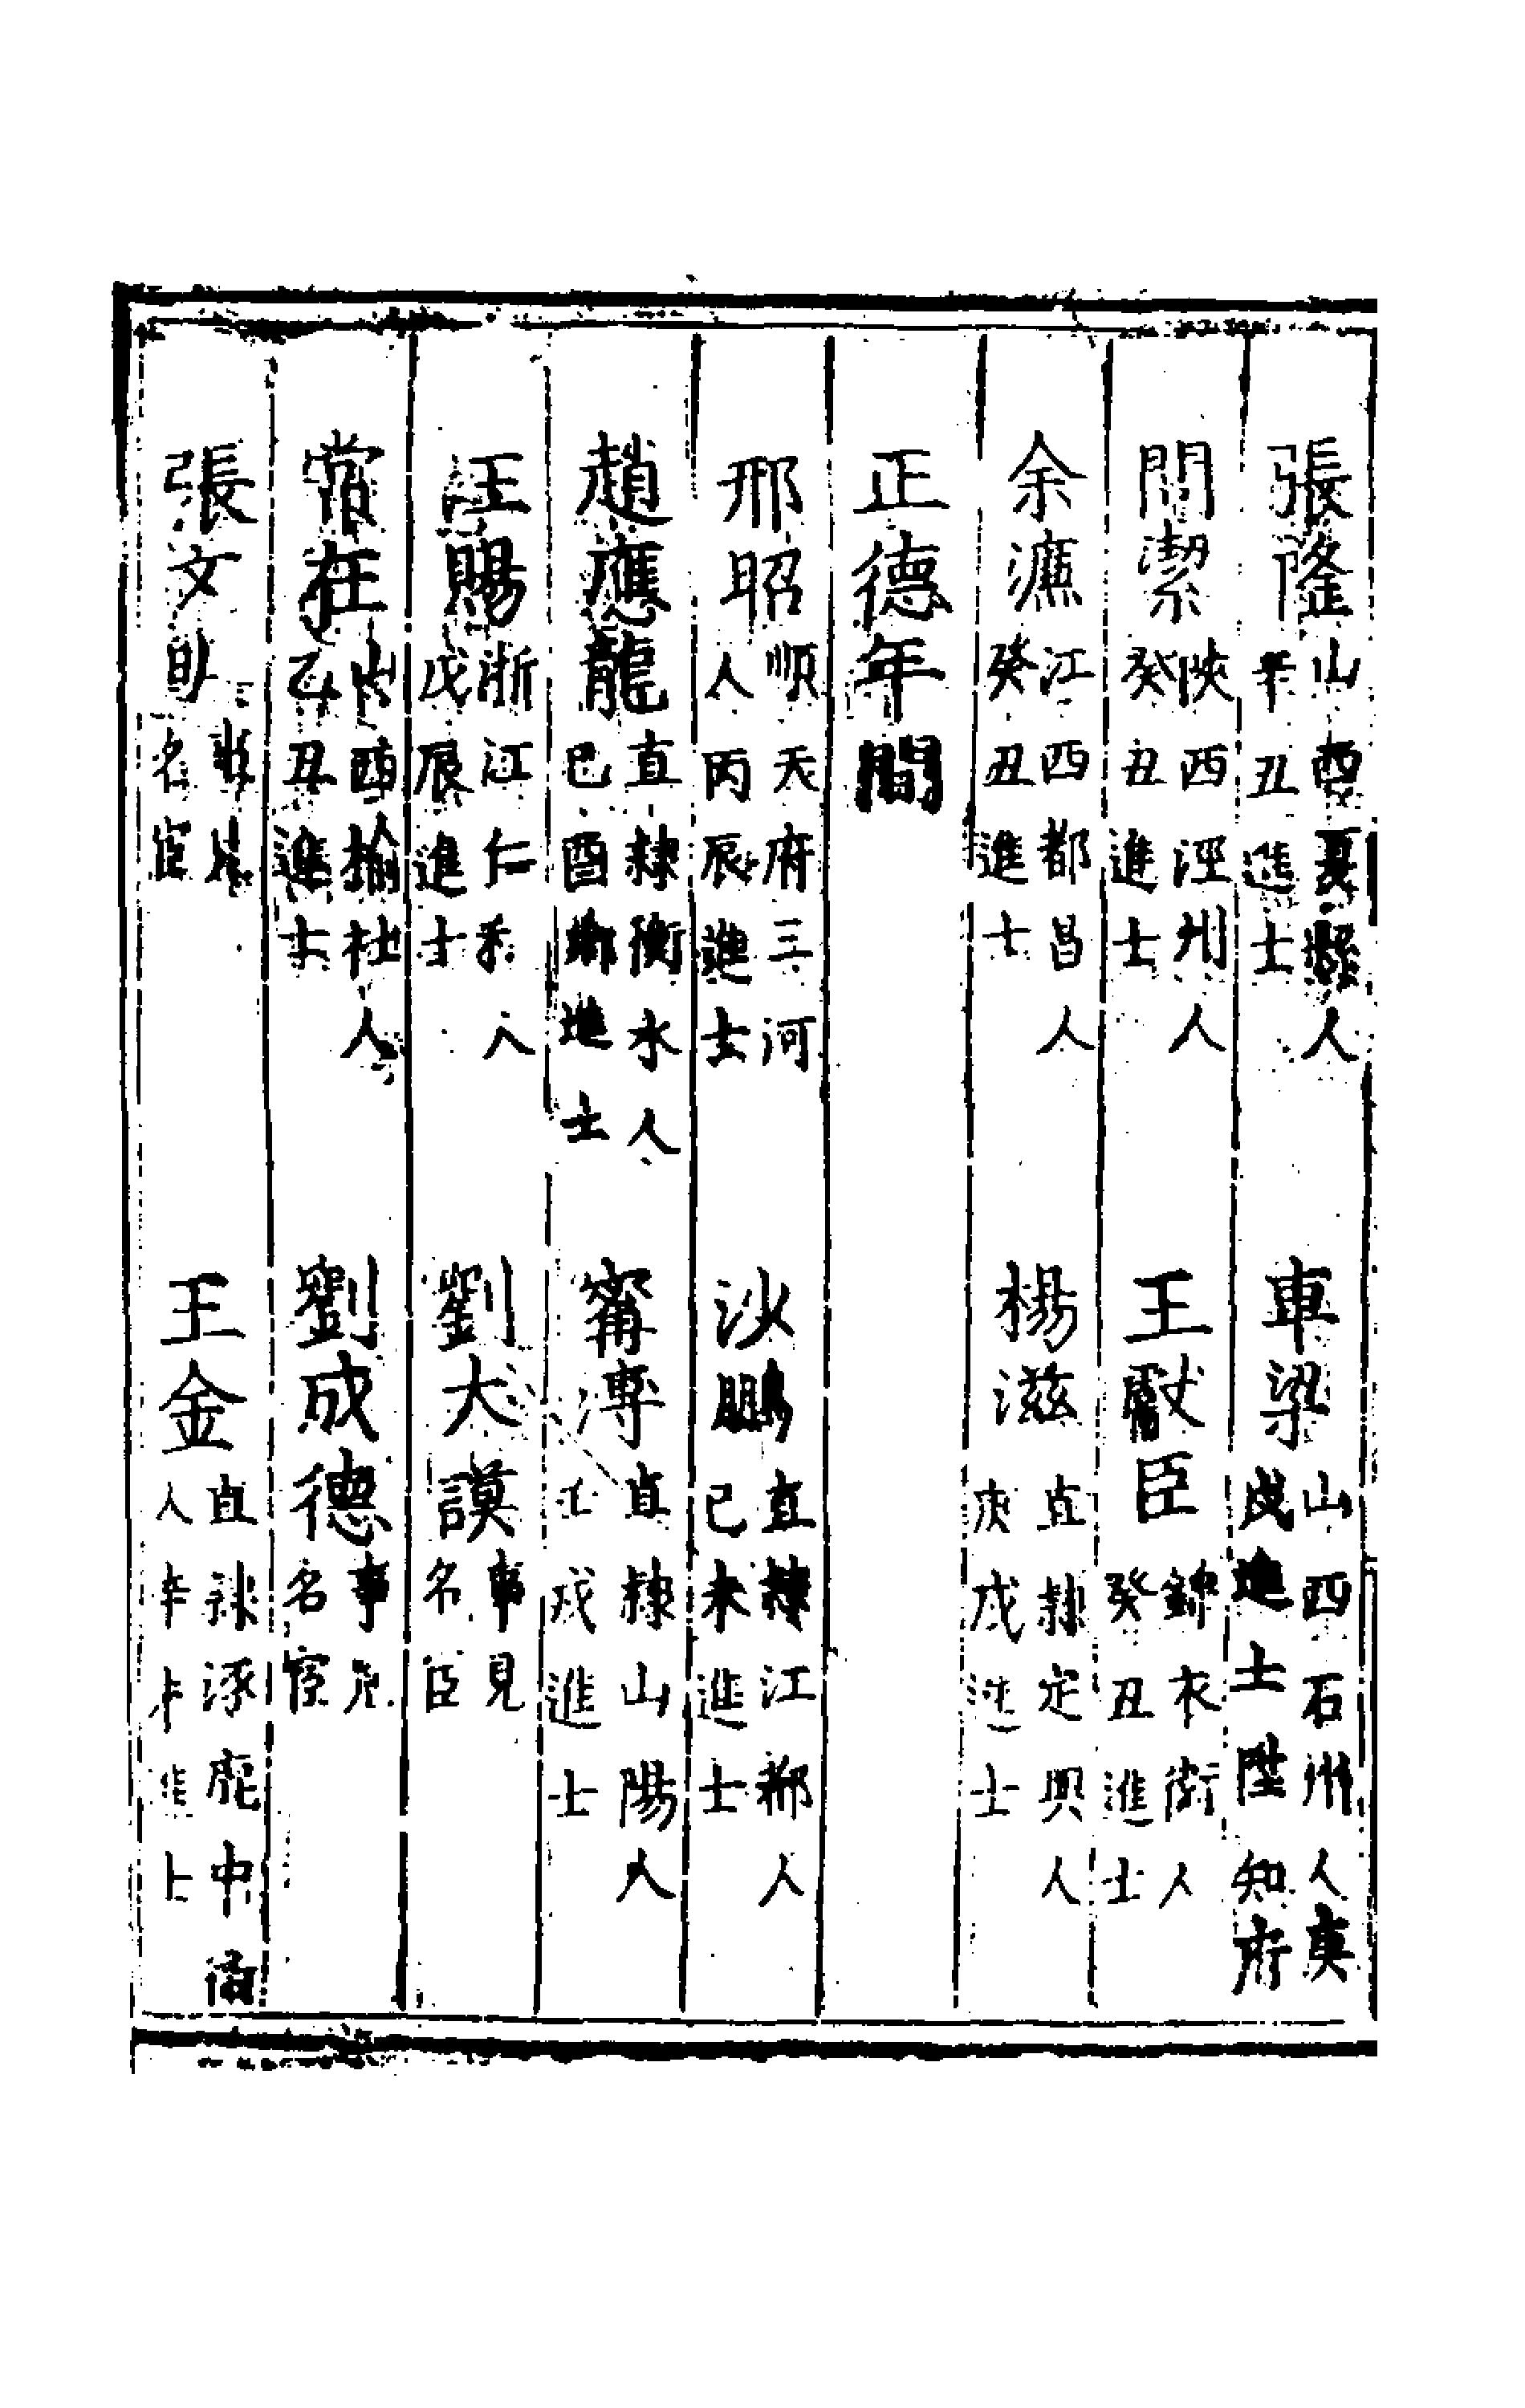 張隆山西夏縣人辛丑進士　車梁山西石州人庚戌進士陞知府
閻潔陝西涇州人癸丑進士　王獻臣錦衣衛人癸丑進士
余濂江西都昌人癸丑進士　楊滋直隸定興人庚戌進士
正德年間
邢昭順天府三河人丙辰進士　沙鵬直隸江都人己未進士
趙應龍直隸衡水人己酉鄉進士　甯溥直隸山陽人壬戌進士
王賜浙江仁和人戊辰進士　劉大謨事見名臣
常在山西榆社人乙丑進士　劉成德事見名宦
張文事見名宦　王金直隸涿鹿中衞人辛未進士